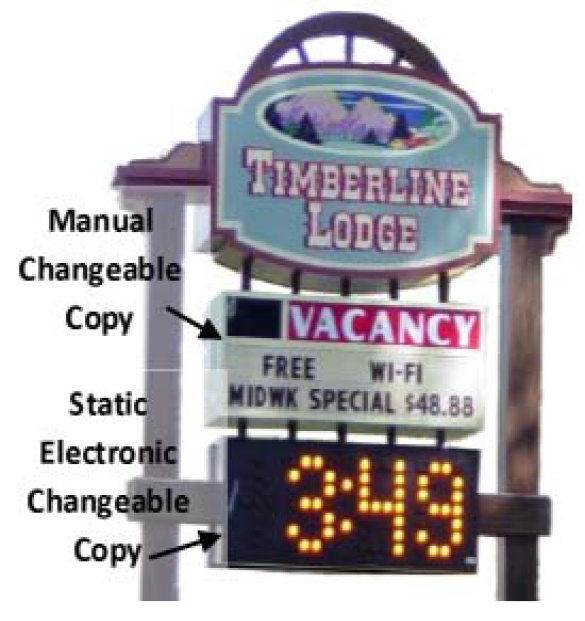 TIMBERLINE
LODGE
Manual
Changeable
Copy
VACANCY
FREE WI-FI
MIDWK SPECIAL $48.88
Static
Electronic
Changeable
Copy
3:49